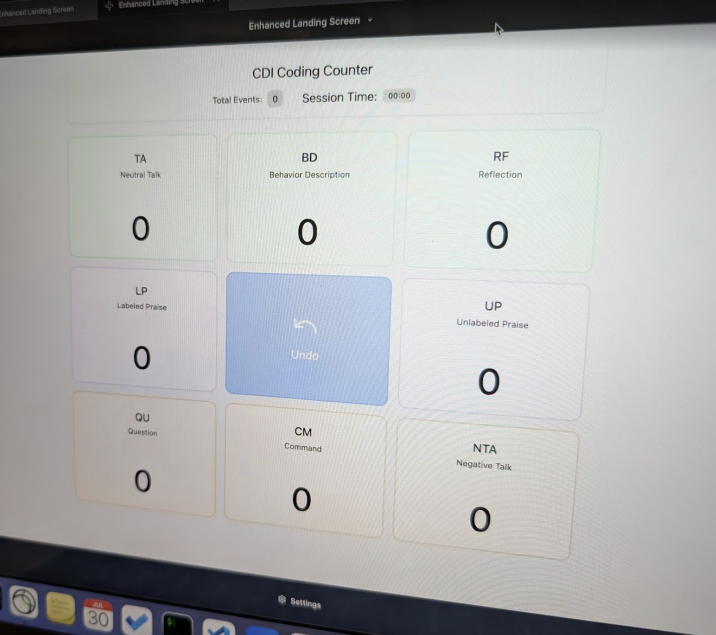 Enhanced Landing Screen
Enhanced Landing Screen
Enhanced Landing Screen
CDI Coding Counter
Total Events: 0 Session Time: 00:00
TA
Neutral Talk
0
BD
Behavior Description
0
RF
Reflection
0
LP
Labeled Praise
0
Undo
UP
Unlabeled Praise
0
QU
Question
0
CM
Command
0
NTA
Negative Talk
0
Settings
JUL
30
$